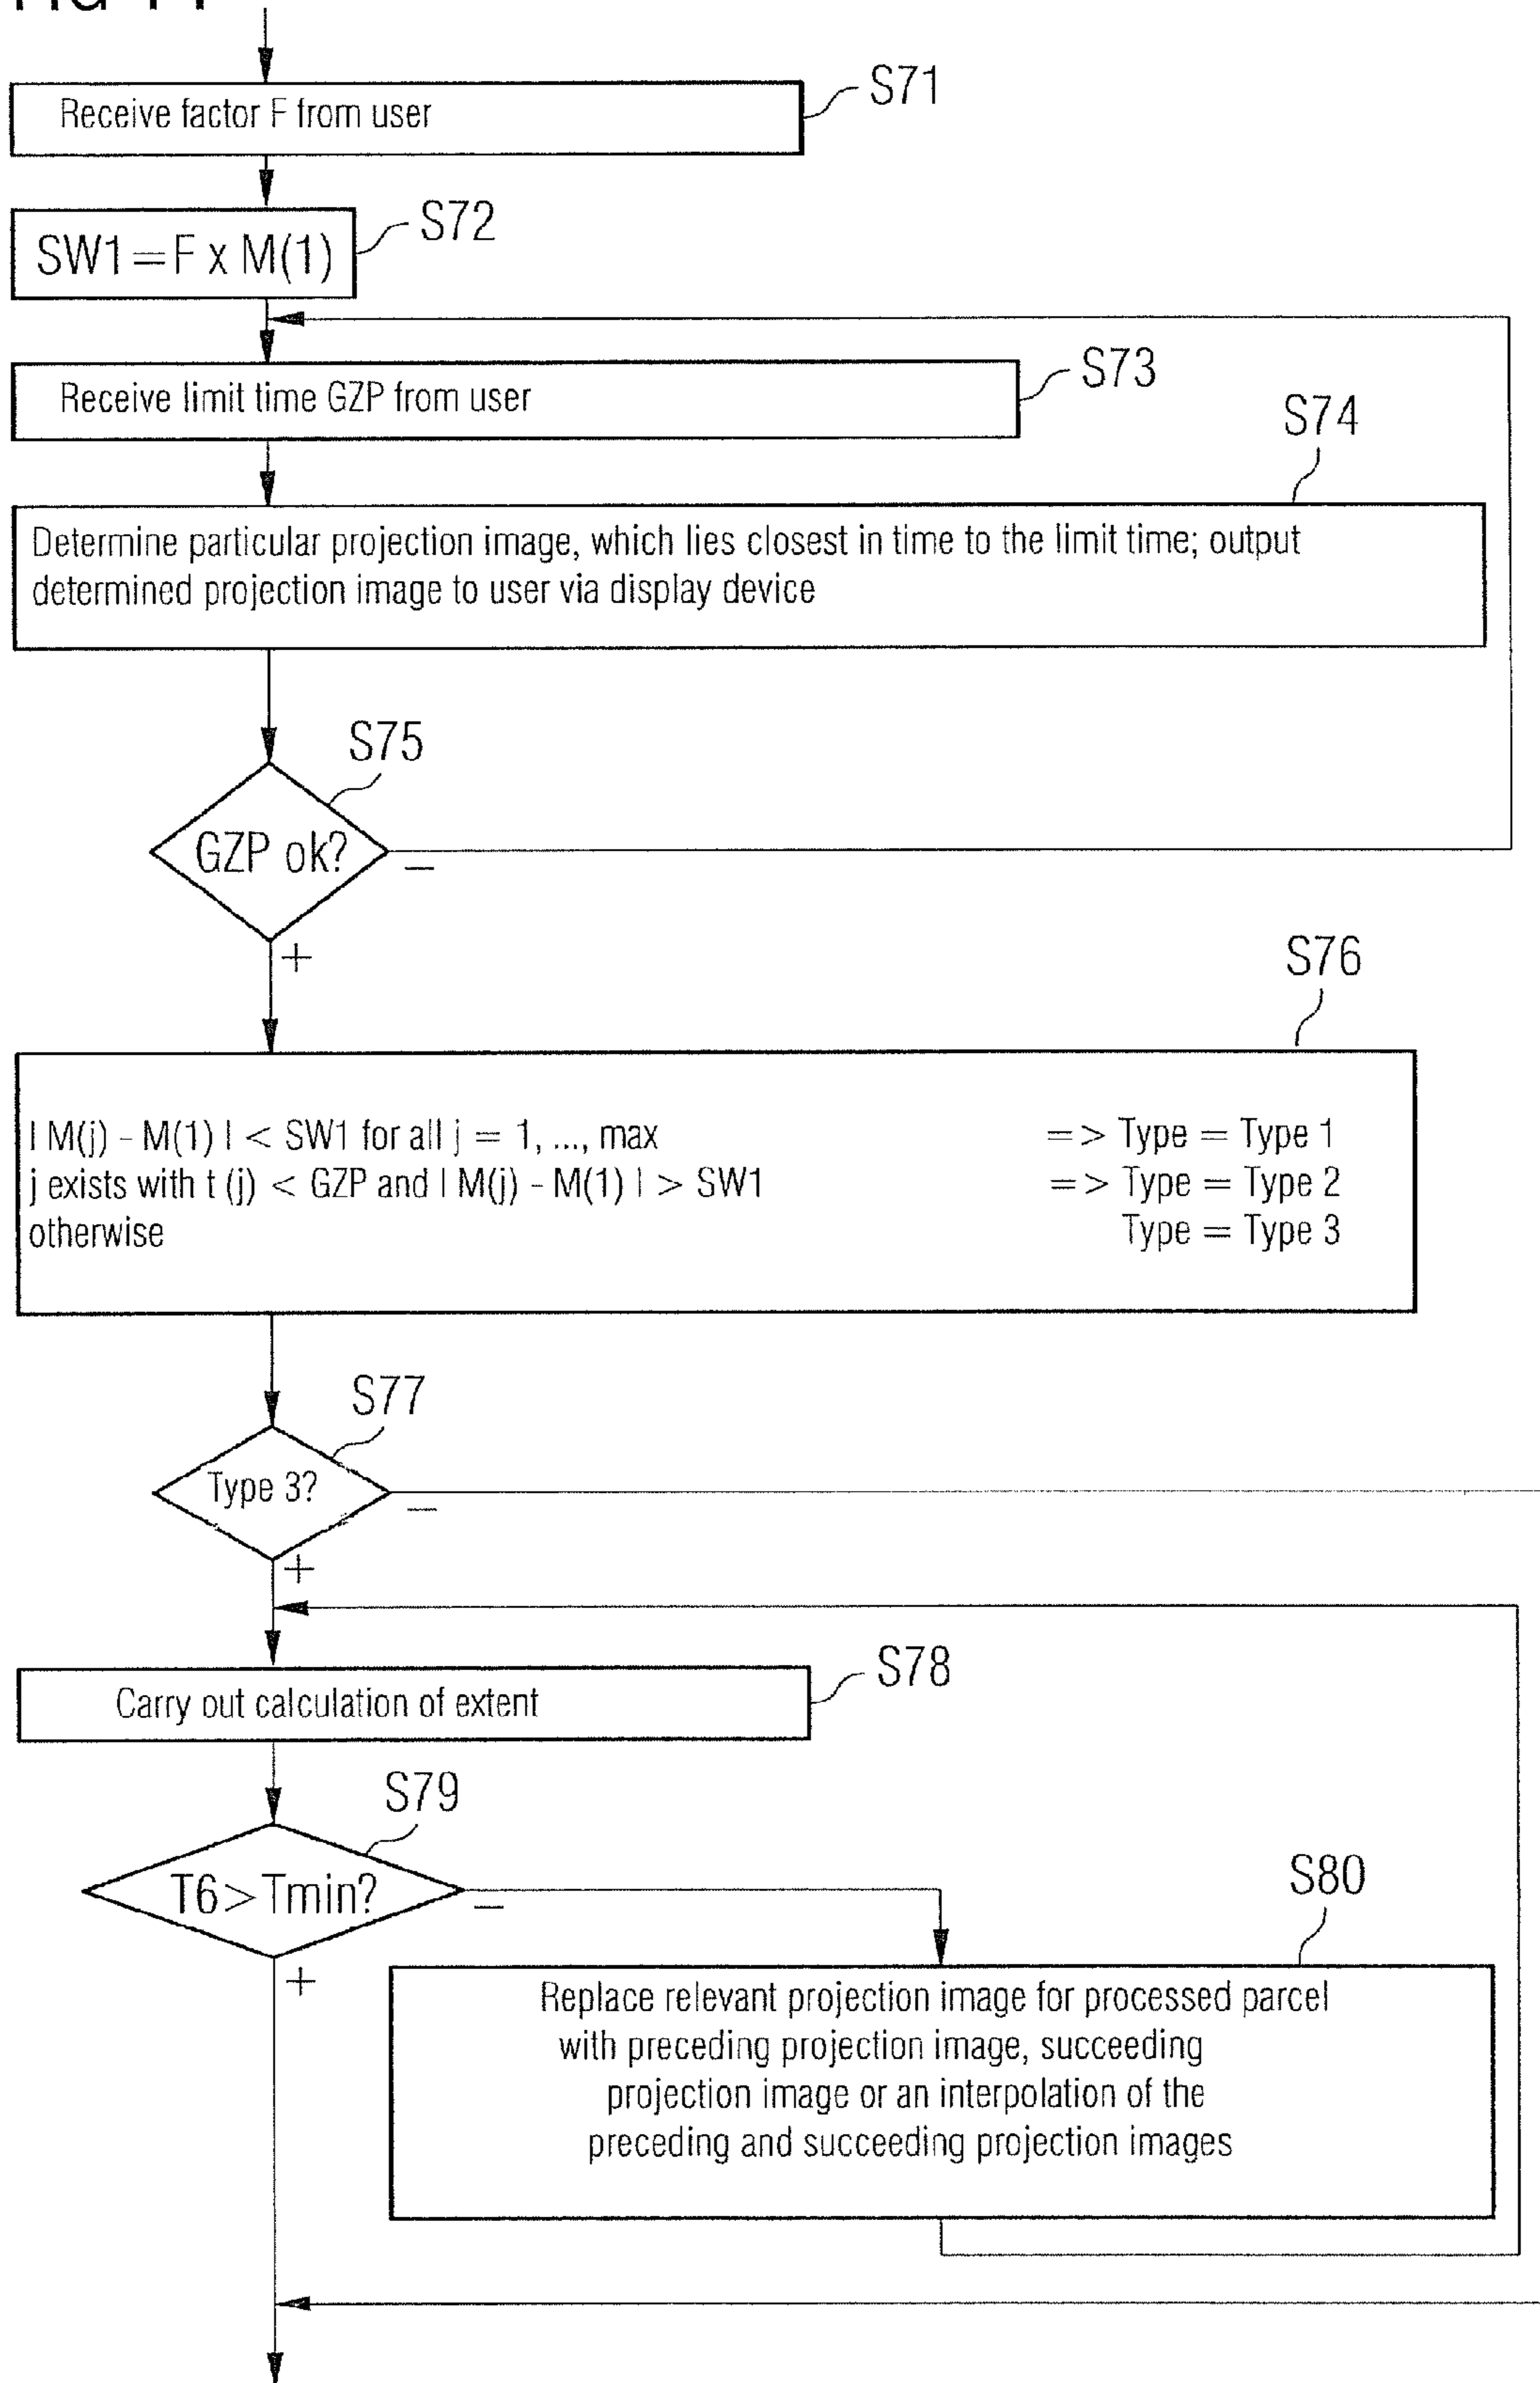 S71
Receive factor F from user
S72
SW1=F x M(1)
S73
Receive limit time GZP from user
S74
Determine particular projection image, which lies closest in time to the limit time; output
determined projection image to user via display device
S75
GZP ok?
−
+
S76
| M(j) - M(1) | < SW1 for all j = 1, ..., max => Type = Type 1
j exists with t (j) < GZP and | M(j) - M(1) | > SW1 => Type = Type 2
otherwise Type = Type 3
S77
Type 3?
−
+
S78
Carry out calculation of extent
S79
T6>Tmin?
−
+
S80
Replace relevant projection image for processed parcel
with preceding projection image, succeeding
projection image or an interpolation of the
preceding and succeeding projection images